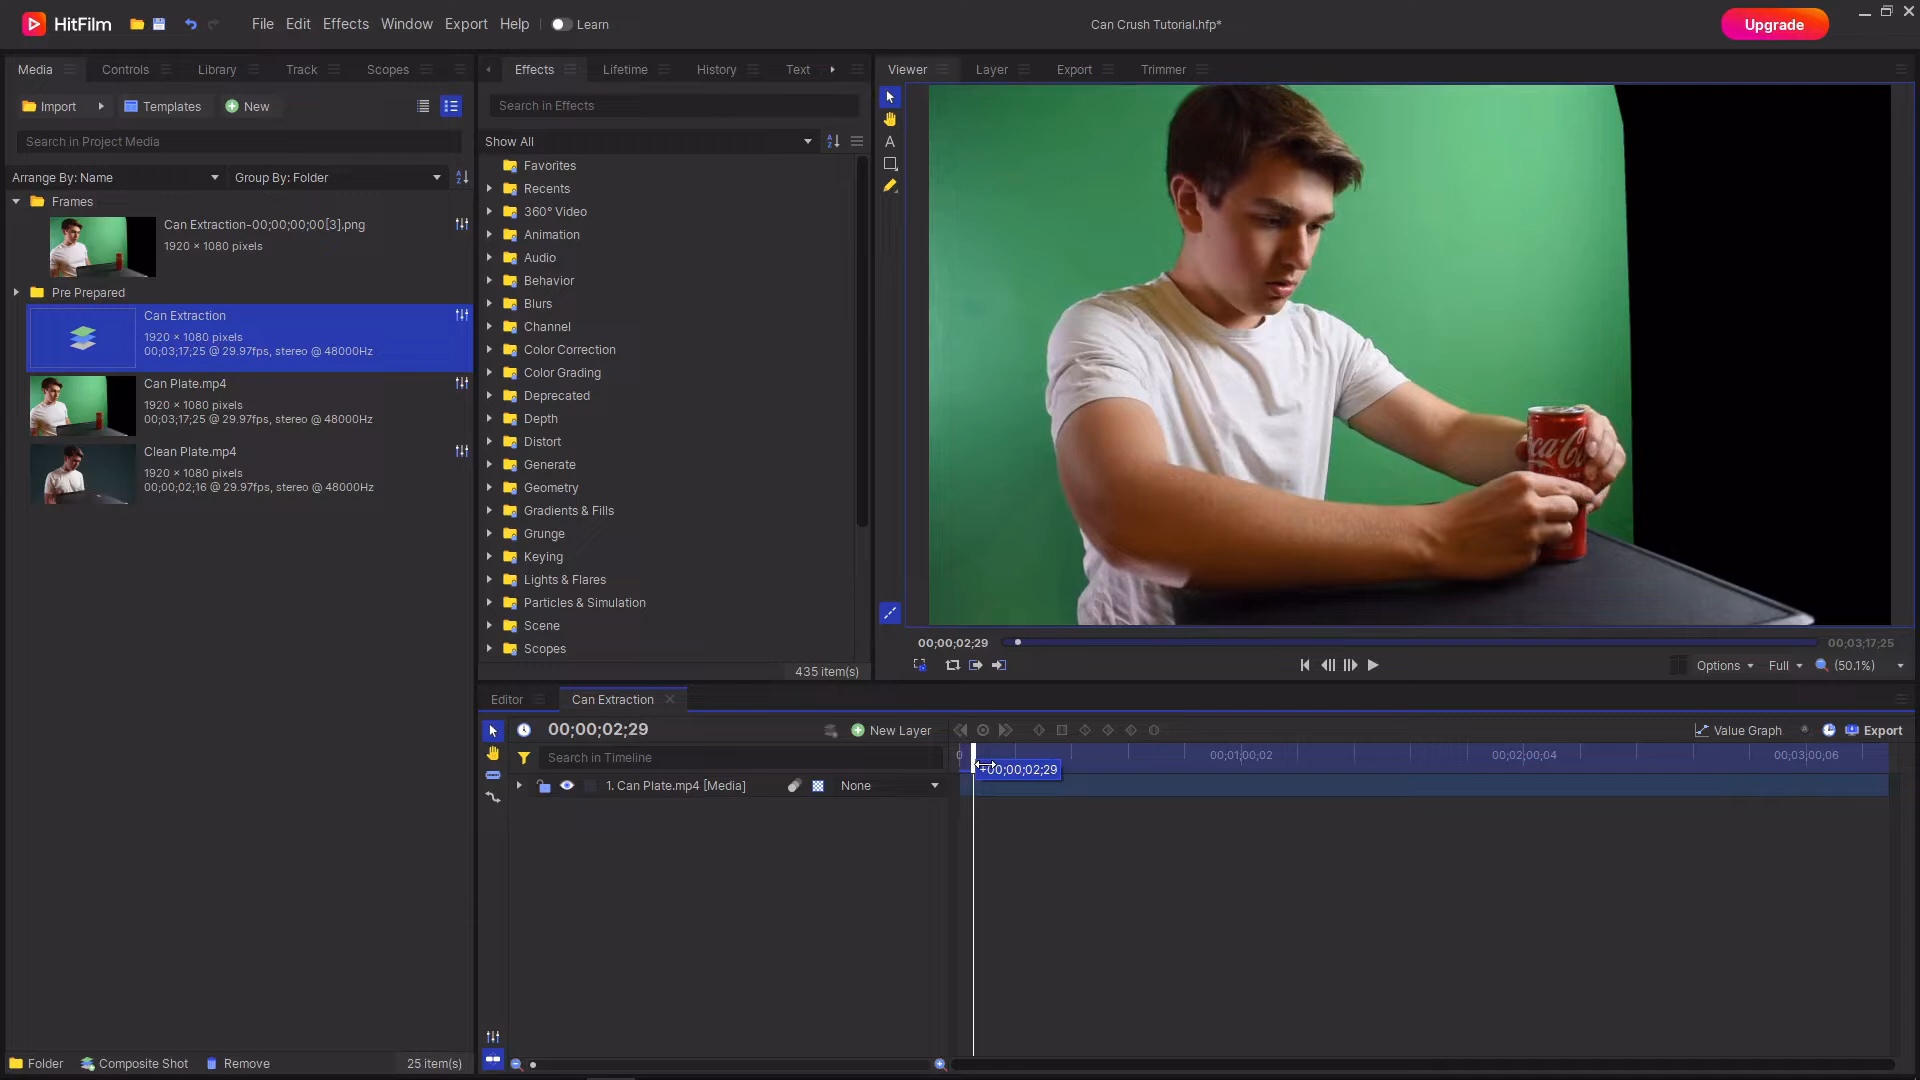 HitFilm File Edit Effects Window Export Help Learn Can Crush Tutorial.hfp* Upgrade
Media Controls Library Track Scopes
Import Templates New
Search in Project Media
Arrange By: Name Group By: Folder
Frames
Can Extraction-00;00;00;00[3].png
1920 × 1080 pixels
Pre Prepared
Can Extraction
1920 × 1080 pixels
00;03;17;25 @ 29.97fps, stereo @ 48000Hz
Can Plate.mp4
1920 × 1080 pixels
00;03;17;25 @ 29.97fps, stereo @ 48000Hz
Clean Plate.mp4
1920 × 1080 pixels
00;00;02;16 @ 29.97fps, stereo @ 48000Hz
Folder Composite Shot Remove 25 item(s)
Effects Lifetime History Text
Search in Effects
Show All
Favorites
Recents
360° Video
Animation
Audio
Behavior
Blurs
Channel
Color Correction
Color Grading
Deprecated
Depth
Distort
Generate
Geometry
Gradients & Fills
Grunge
Keying
Lights & Flares
Particles & Simulation
Scene
Scopes
435 item(s)
Viewer Layer Export Trimmer
A
ca-Co
00;00;02;29 00;03;17;25
Options Full (50.1%)
Editor Can Extraction
00;00;02;29 New Layer Value Graph Export
Search in Timeline 0 00;01;00;02 00;02;00;04 00;03;00;06
+00;00;02;29
1. Can Plate.mp4 [Media] None